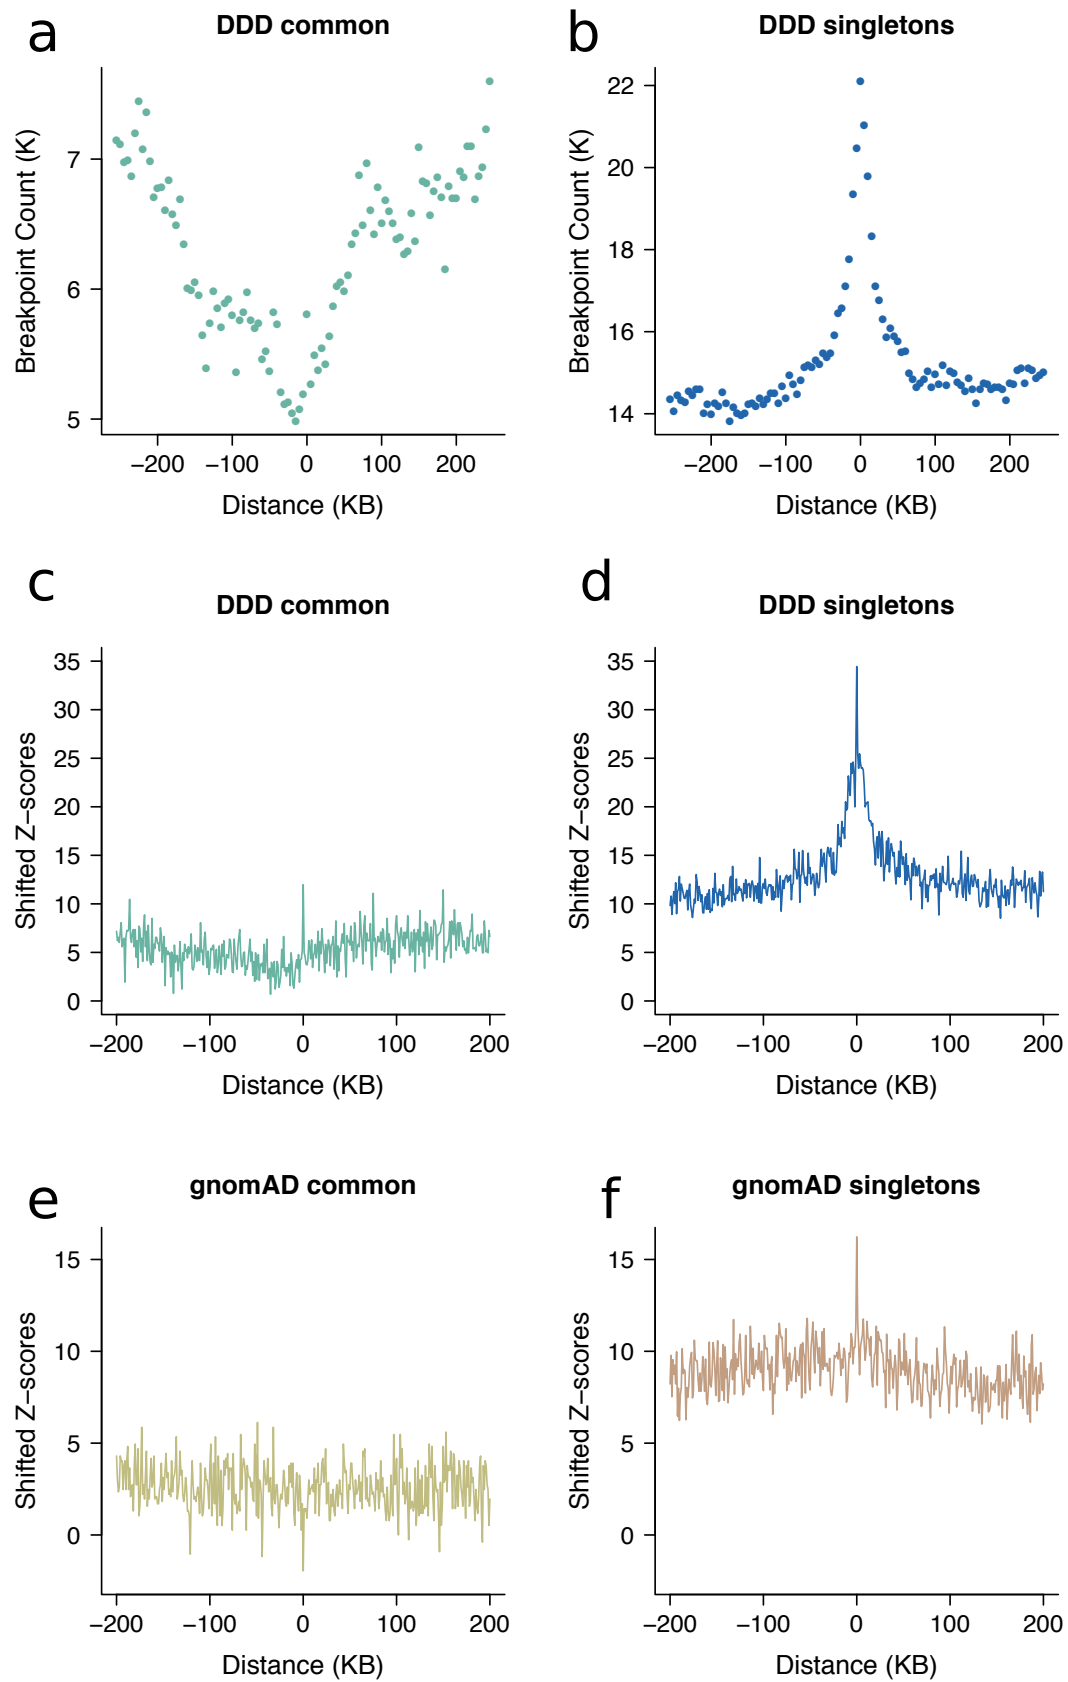 a
DDD common
Breakpoint Count (K)
7
6
5
−200
−100
0
100
200
Distance (KB)
b
DDD singletons
Breakpoint Count (K)
22
20
18
16
14
−200
−100
0
100
200
Distance (KB)
c
DDD common
Shifted Z−scores
35
30
25
20
15
10
5
0
−200
−100
0
100
200
Distance (KB)
d
DDD singletons
Shifted Z−scores
35
30
25
20
15
10
5
0
−200
−100
0
100
200
Distance (KB)
e
gnomAD common
Shifted Z−scores
15
10
5
0
−200
−100
0
100
200
Distance (KB)
f
gnomAD singletons
Shifted Z−scores
15
10
5
0
−200
−100
0
100
200
Distance (KB)